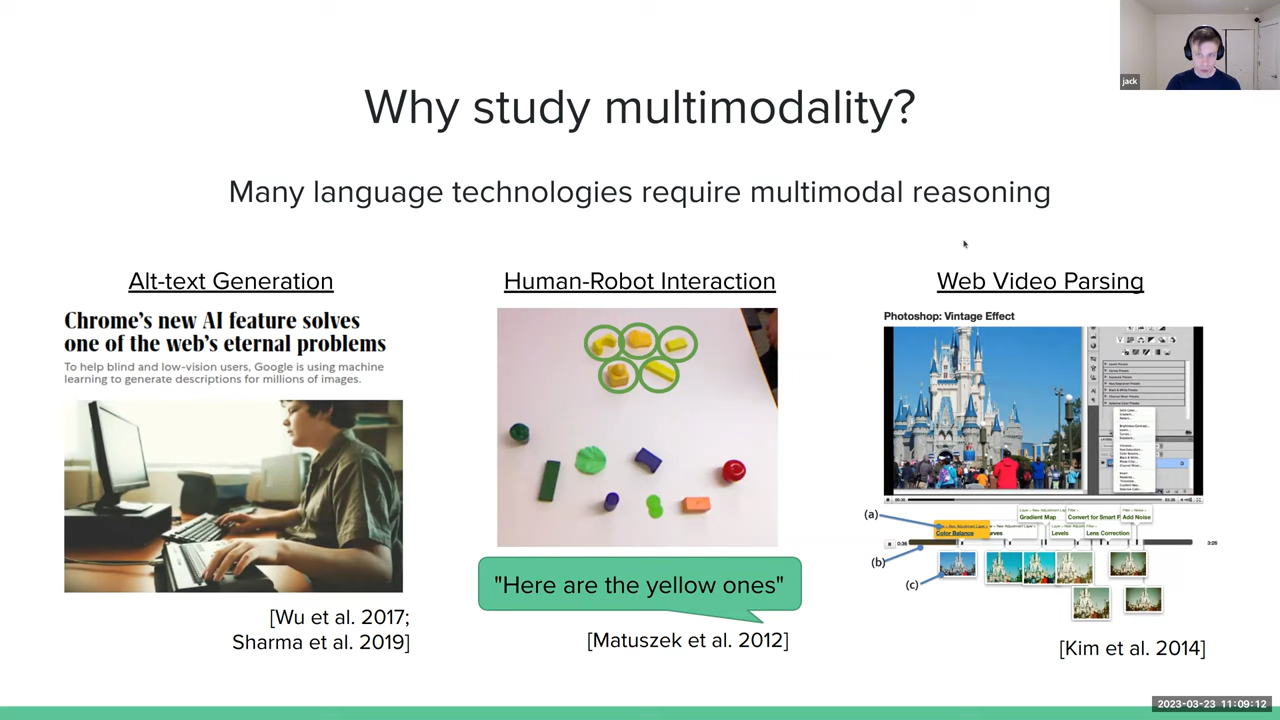 jack
Why study multimodality?
Many language technologies require multimodal reasoning
Alt-text Generation
Chrome's new AI feature solves
one of the web's eternal problems
To help blind and low-vision users, Google is using machine
learning to generate descriptions for millions of images.
[Wu et al. 2017;
Sharma et al. 2019]
Human-Robot Interaction
"Here are the yellow ones"
[Matuszek et al. 2012]
Web Video Parsing
Photoshop: Vintage Effect
(a)
Gradient Map
Convert for Smart F
Add Noise
Color Balance
Levels
Lens Correction
0:36
3:26
(b)
(c)
[Kim et al. 2014]
2023-03-23 11:09:12